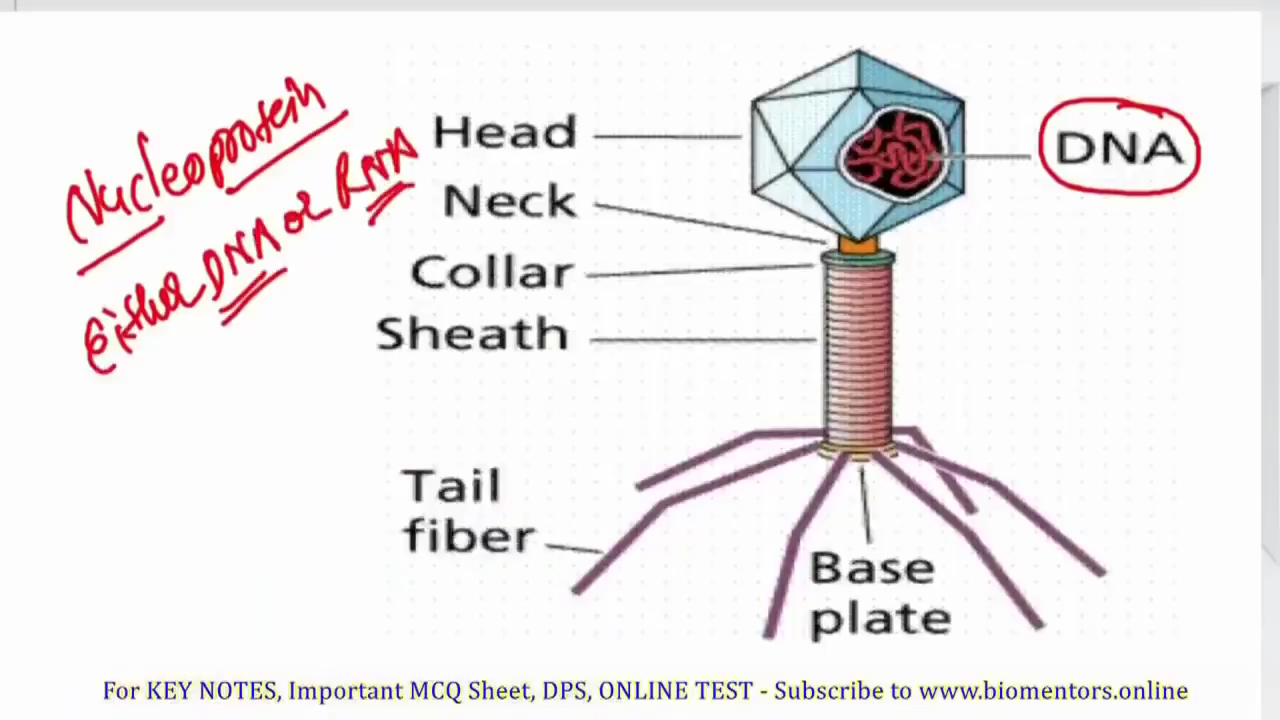 Nucleoprotein
either DNA or RNA
Head
DNA
Neck
Collar
Sheath
Tail
fiber
Base
plate
For KEY NOTES, Important MCQ Sheet, DPS, ONLINE TEST - Subscribe to www.biomentors.online